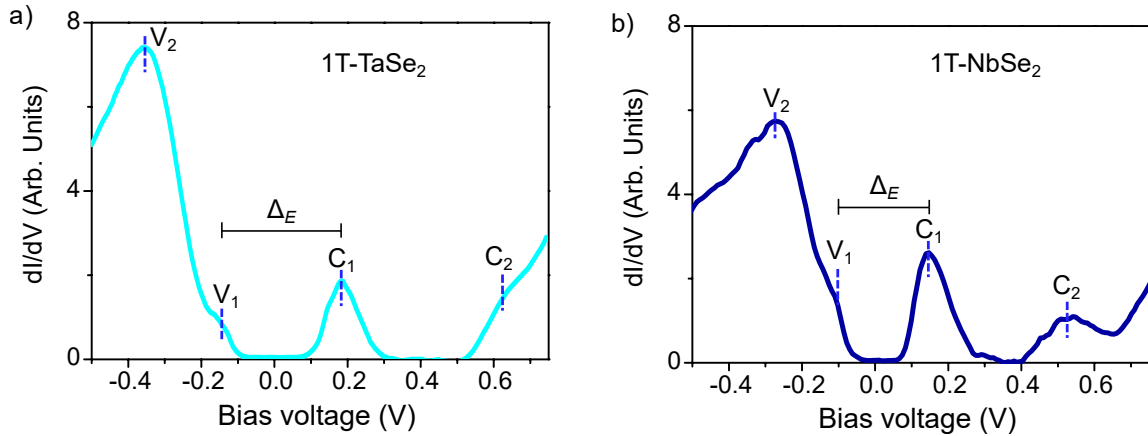 a)
8
4
0
dI/dV (Arb. Units)
1T-TaSe₂
V₂
V₁
Δ_E
C₁
C₂
-0.4 -0.2 0.0 0.2 0.4 0.6
Bias voltage (V)
b)
8
4
0
dI/dV (Arb. Units)
1T-NbSe₂
V₂
V₁
Δ_E
C₁
C₂
-0.4 -0.2 0.0 0.2 0.4 0.6
Bias voltage (V)